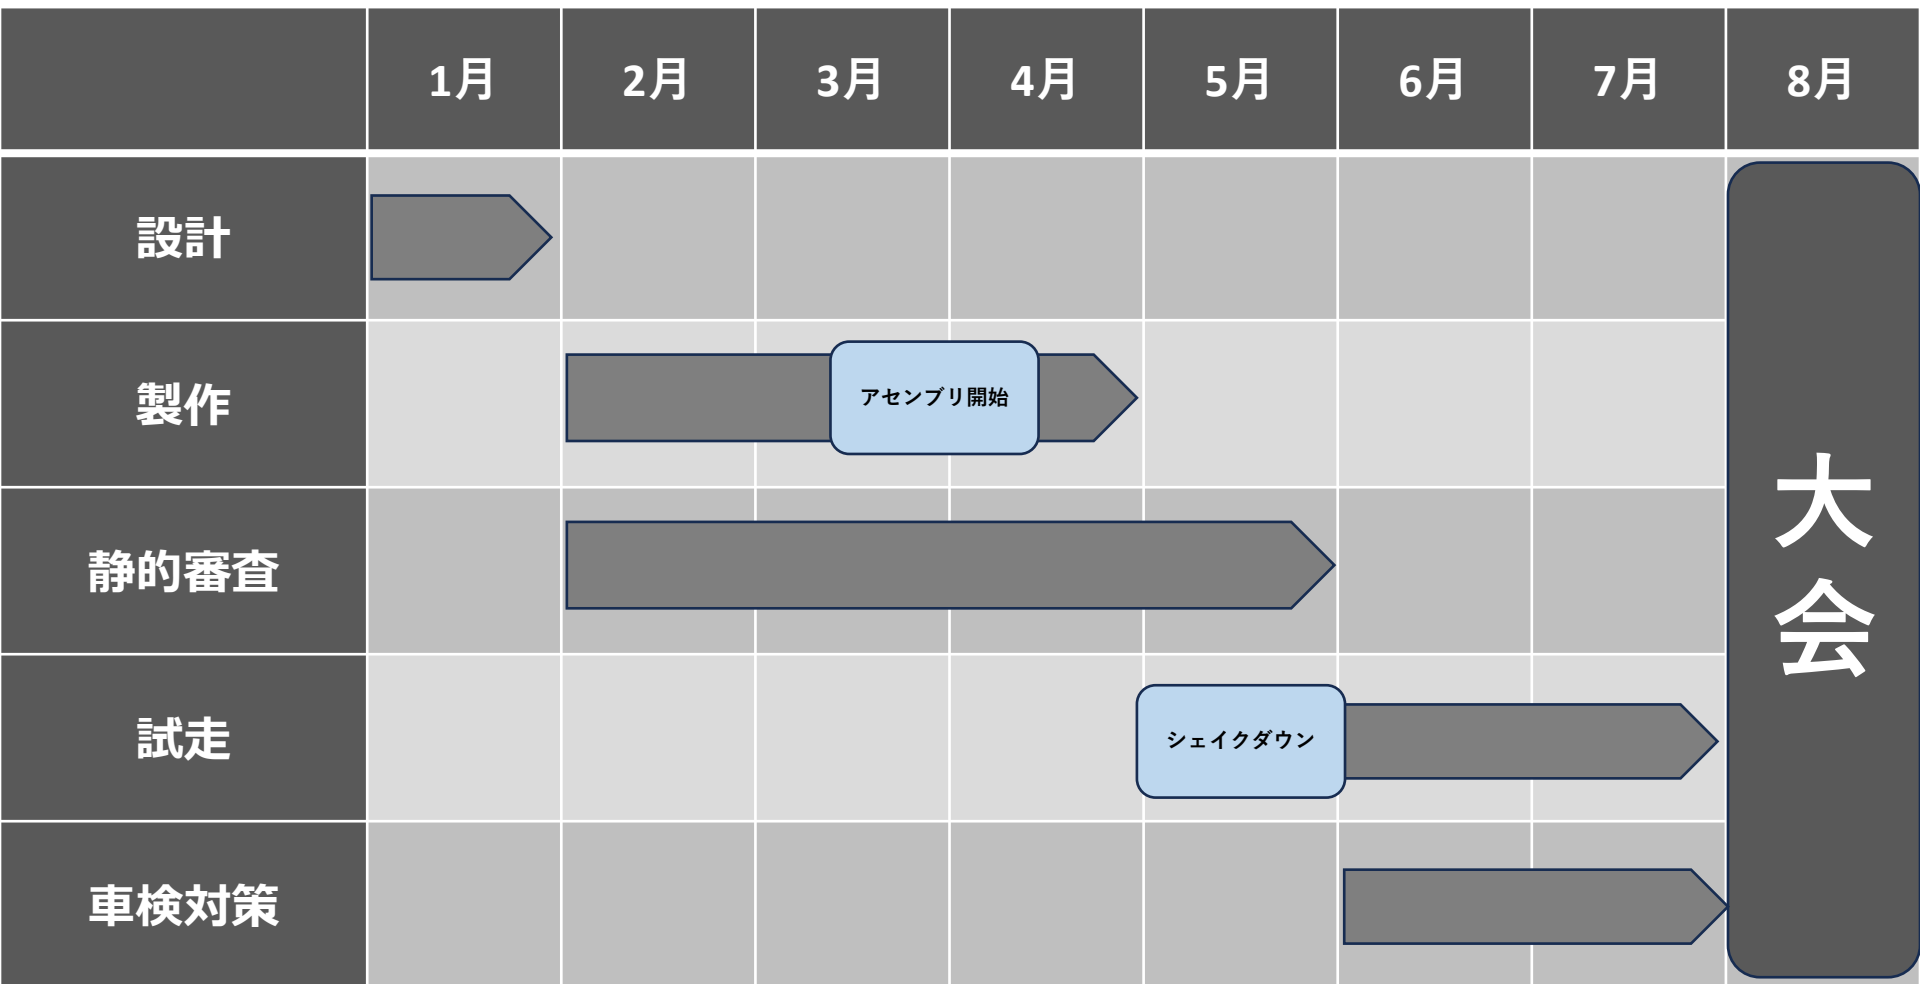 1月 2月 3月 4月 5月 6月 7月 8月
設計
製作
アセンブリ開始
静的審査
試走
シェイクダウン
車検対策
大会